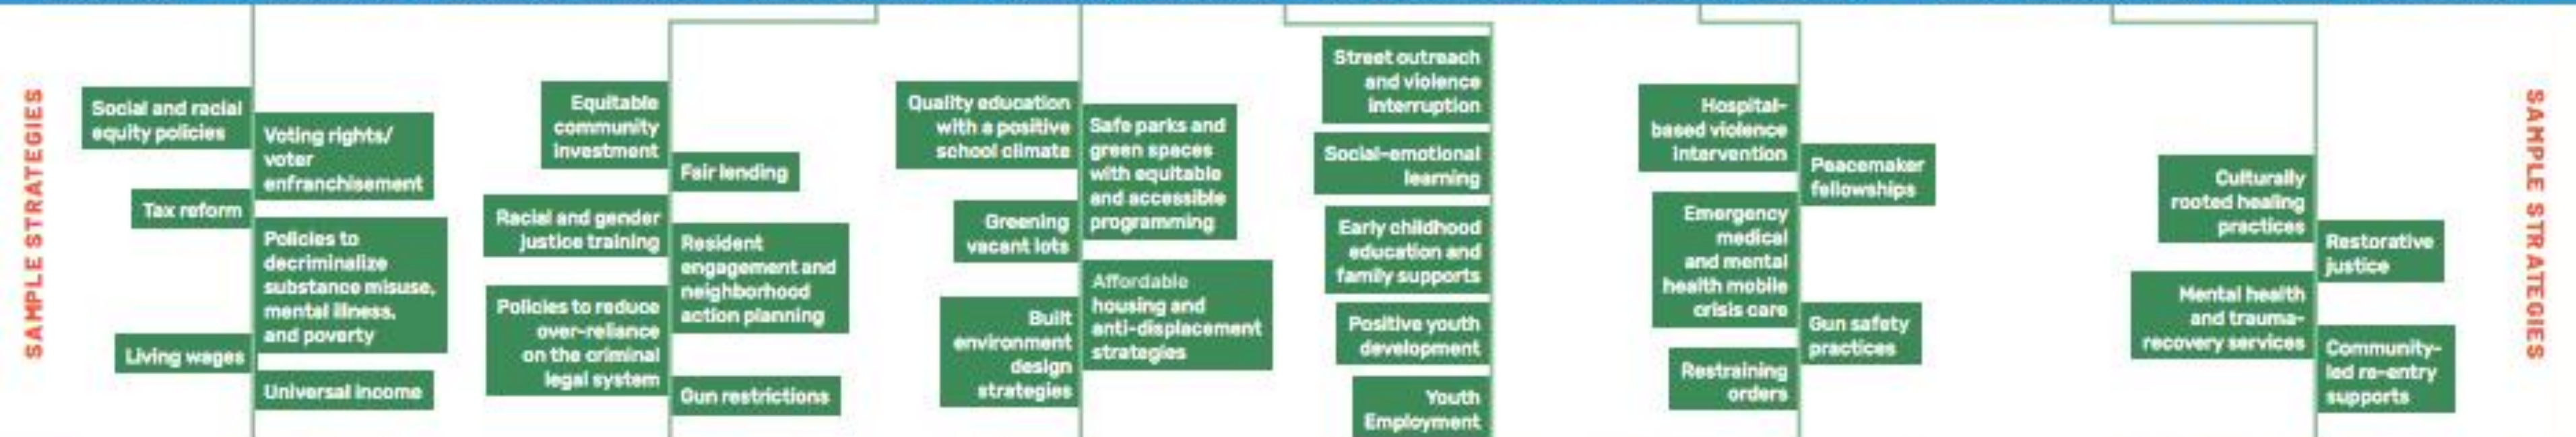 SAMPLE STRATEGIES
Social and racial
equity policies
Voting rights/
voter
enfranchisement
Tax reform
Policies to
decriminalize
substance misuse,
mental illness,
and poverty
Living wages
Universal income
Equitable
community
investment
Fair lending
Racial and gender
justice training
Resident
engagement and
neighborhood
action planning
Policies to reduce
over-reliance
on the criminal
legal system
Gun restrictions
Quality education
with a positive
school climate
Safe parks and
green spaces
with equitable
and accessible
programming
Greening
vacant lots
Affordable
housing and
anti-displacement
strategies
Built
environment
design
strategies
Street outreach
and violence
interruption
Social-emotional
learning
Early childhood
education and
family supports
Positive youth
development
Youth
Employment
Hospital-
based violence
intervention
Peacemaker
fellowships
Emergency
medical
and mental
health mobile
crisis care
Gun safety
practices
Restraining
orders
Culturally
rooted healing
practices
Restorative
justice
Mental health
and trauma-
recovery services
Community-
led re-entry
supports
SAMPLE STRATEGIES